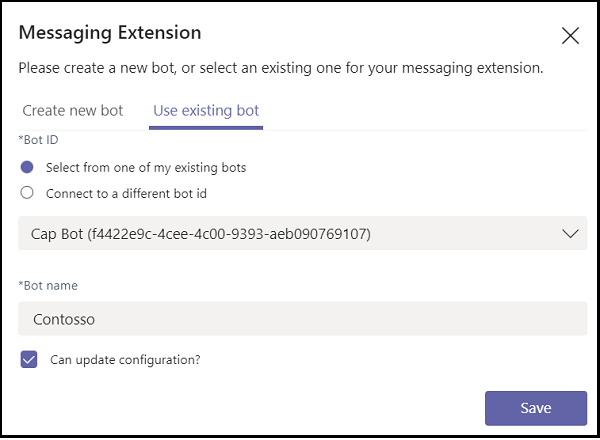 Messaging Extension
Please create a new bot, or select an existing one for your messaging extension.
Create new bot Use existing bot
*Bot ID
Select from one of my existing bots
Connect to a different bot id
Cap Bot (f4422e9c-4cee-4c00-9393-aeb090769107)
*Bot name
Contosso
Can update configuration?
Save